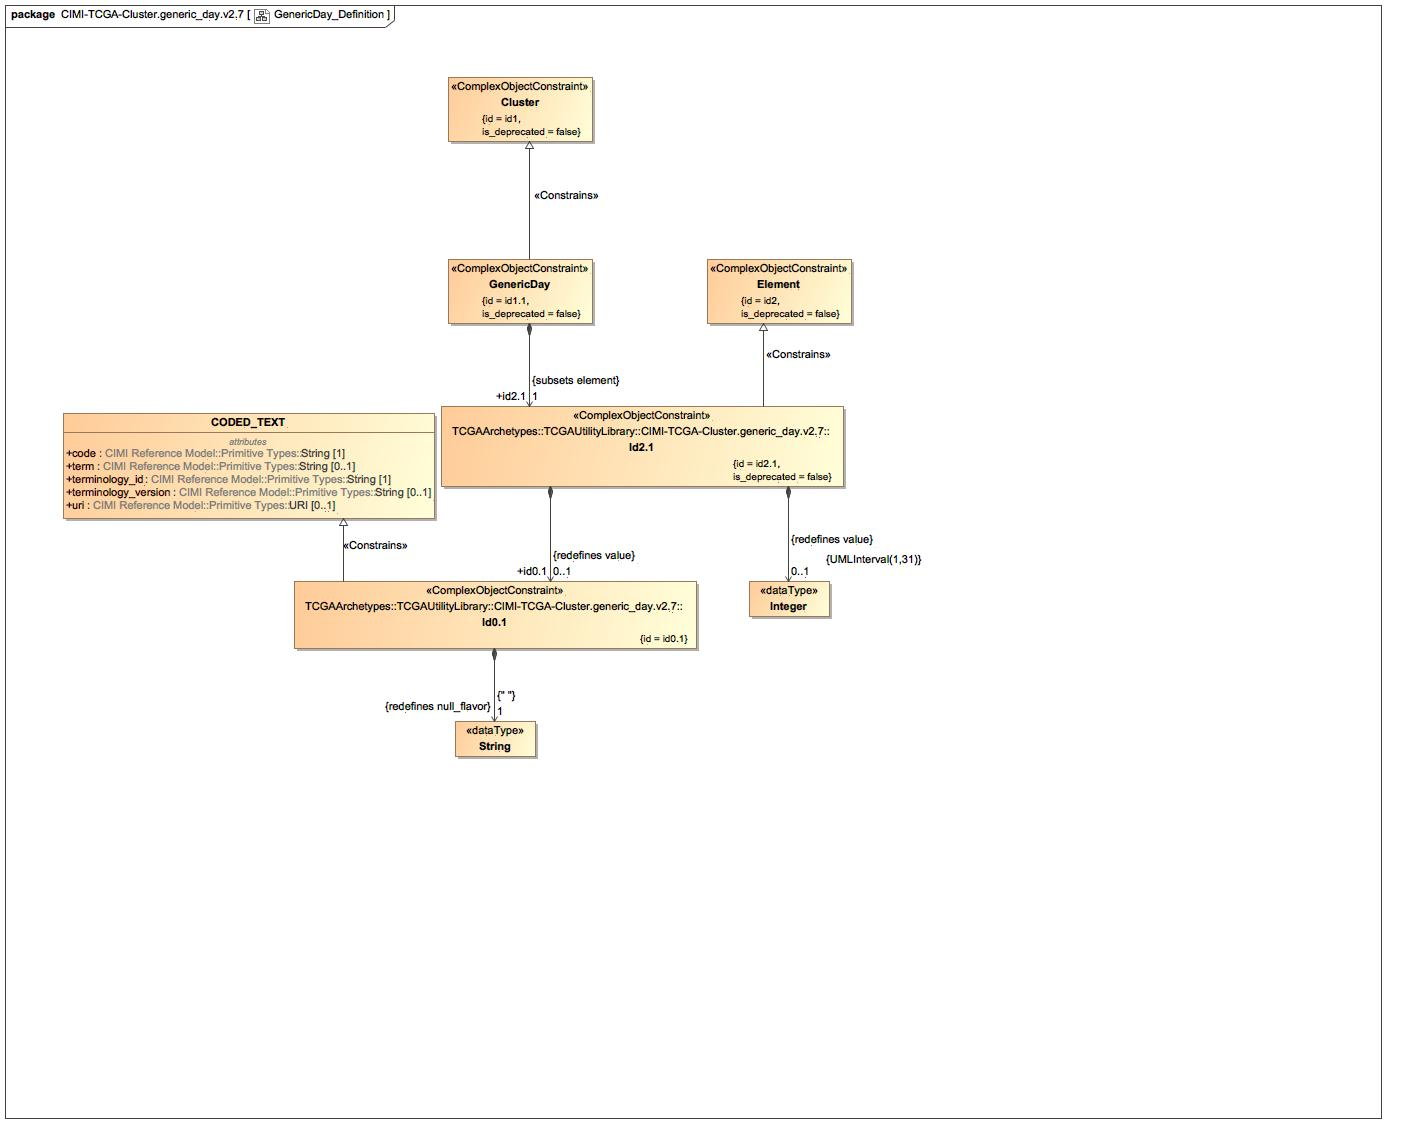 package CIMI-TCGA-Cluster.generic_day.v2.7 [ GenericDay_Definition ]
«ComplexObjectConstraint»
Cluster
{id = id1,
is_deprecated = false}
«Constrains»
«ComplexObjectConstraint»
GenericDay
{id = id1.1,
is_deprecated = false}
«ComplexObjectConstraint»
Element
{id = id2,
is_deprecated = false}
«Constrains»
{subsets element}
+id2.1 1
CODED_TEXT
attributes
+code : CIMI Reference Model::Primitive Types::String [1]
+term : CIMI Reference Model::Primitive Types::String [0..1]
+terminology_id : CIMI Reference Model::Primitive Types::String [1]
+terminology_version : CIMI Reference Model::Primitive Types::String [0..1]
+uri : CIMI Reference Model::Primitive Types::URI [0..1]
«ComplexObjectConstraint»
TCGAArchetypes::TCGAUtilityLibrary::CIMI-TCGA-Cluster.generic_day.v2.7::
Id2.1
{id = id2.1,
is_deprecated = false}
«Constrains»
{redefines value}
+id0.1 0..1
{redefines value}
{UMLInterval(1,31)}
0..1
«ComplexObjectConstraint»
TCGAArchetypes::TCGAUtilityLibrary::CIMI-TCGA-Cluster.generic_day.v2.7::
Id0.1
{id = id0.1}
«dataType»
Integer
{" "}
{redefines null_flavor}
1
«dataType»
String